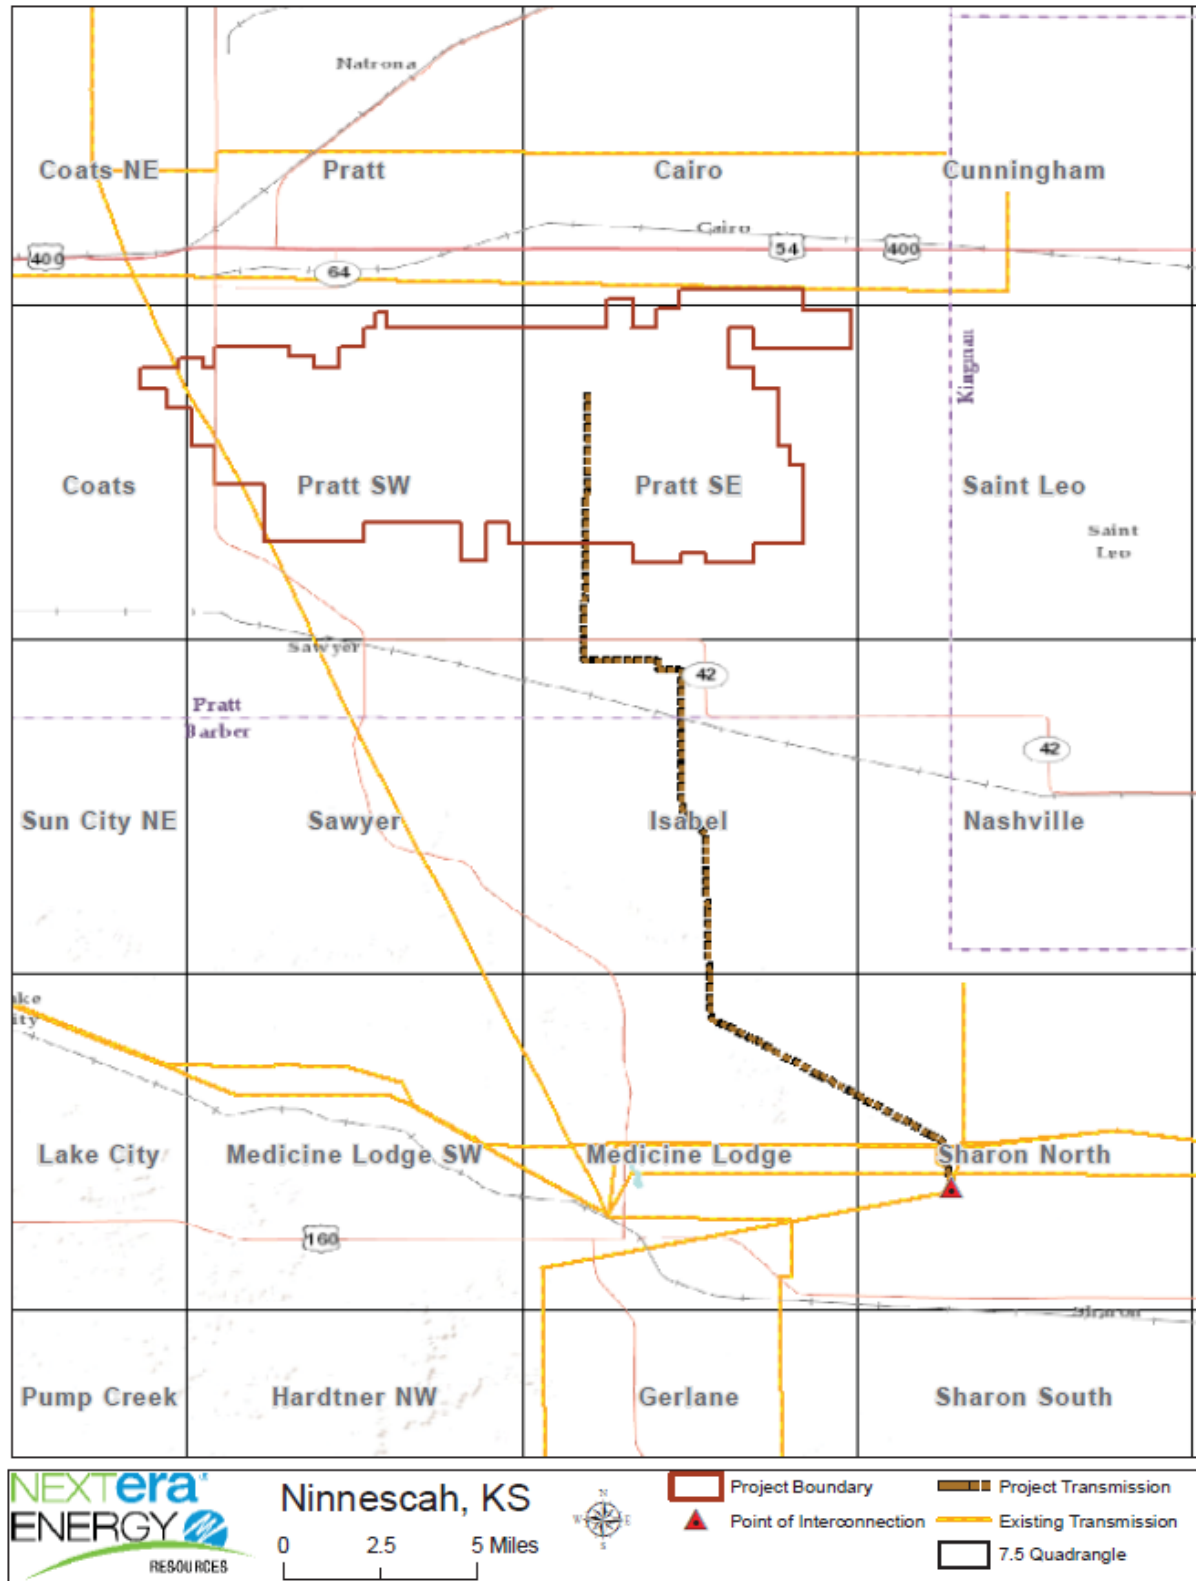 Natrona
Coats NE
Pratt
Cairo
Cunningham
Cairo
400
54
400
64
Kingman
Coats
Pratt SW
Pratt SE
Saint Leo
Saint
Leo
Sawyer
42
Pratt
Barber
42
Sun City NE
Sawyer
Isabel
Nashville
Lake City
Medicine Lodge SW
Medicine Lodge
Sharon North
160
Sharon
Pump Creek
Hardtner NW
Gerlane
Sharon South
NEXTera
ENERGY
RESOURCES
Ninnescah, KS
0 2.5 5 Miles
N
W E
S
Project Boundary
Point of Interconnection
Project Transmission
Existing Transmission
7.5 Quadrangle